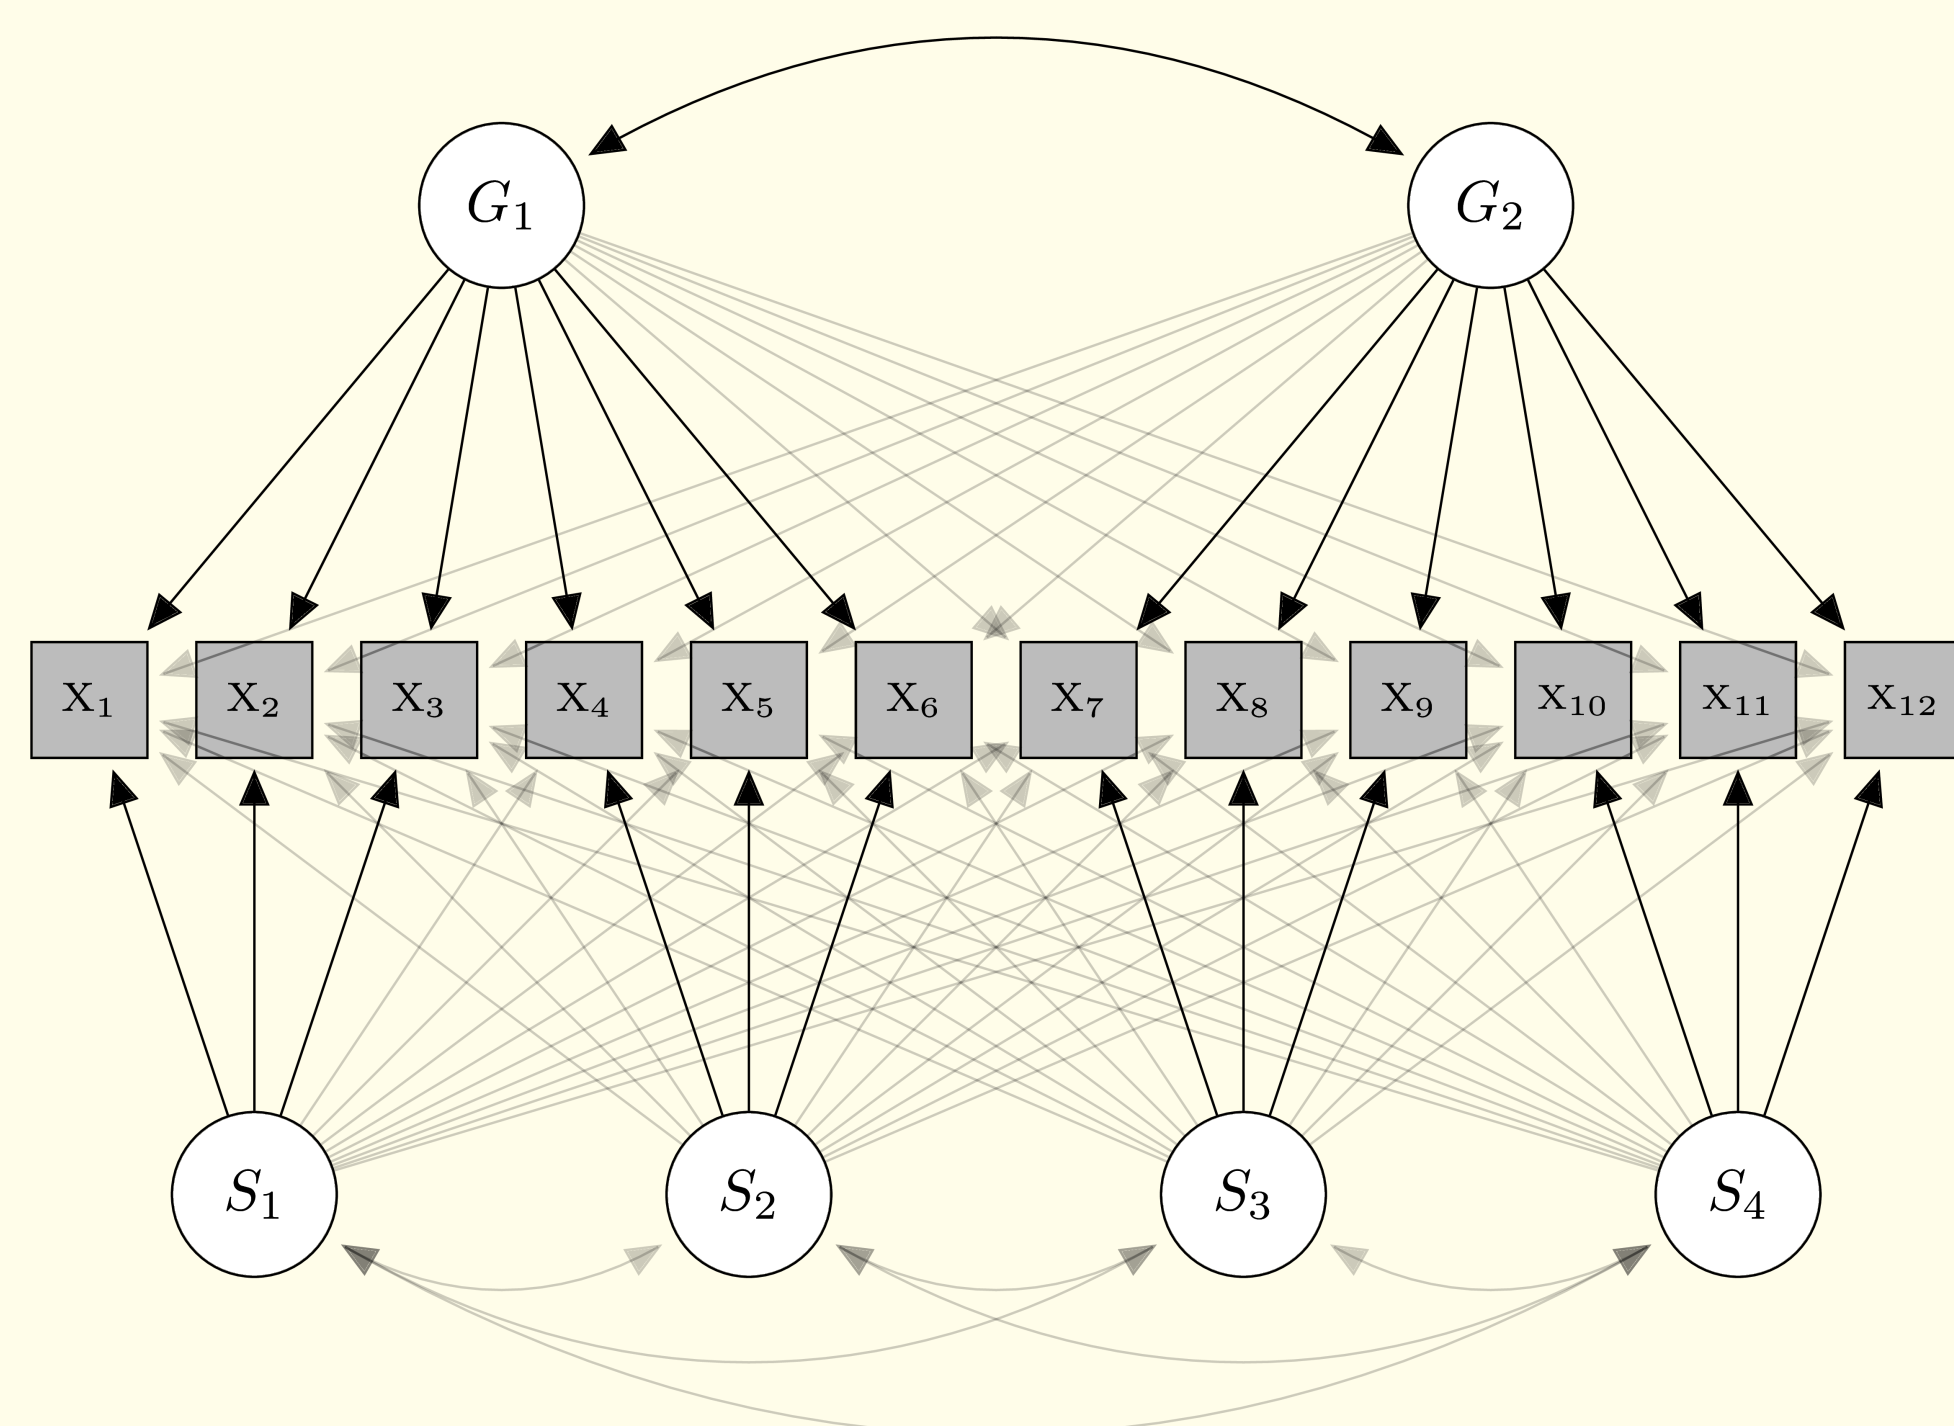 G₁ G₂
X₁ X₂ X₃ X₄ X₅ X₆ X₇ X₈ X₉ X₁₀ X₁₁ X₁₂
S₁ S₂ S₃ S₄